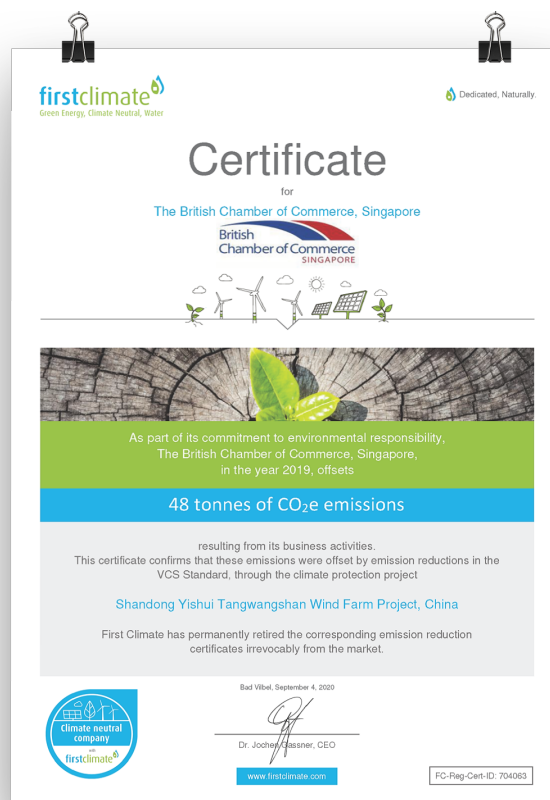 firstclimate
Green Energy, Climate Neutral, Water
Dedicated, Naturally.
Certificate
for
The British Chamber of Commerce, Singapore
British
Chamber of Commerce
SINGAPORE
As part of its commitment to environmental responsibility,
The British Chamber of Commerce, Singapore,
in the year 2019, offsets
48 tonnes of CO₂e emissions
resulting from its business activities.
This certificate confirms that these emissions were offset by emission reductions in the
VCS Standard, through the climate protection project
Shandong Yishui Tangwangshan Wind Farm Project, China
First Climate has permanently retired the corresponding emission reduction
certificates irrevocably from the market.
Bad Vilbel, September 4, 2020
Climate neutral
company
with
firstclimate
Dr. Jochen Gassner, CEO
www.firstclimate.com
FC-Reg-Cert-ID: 704063